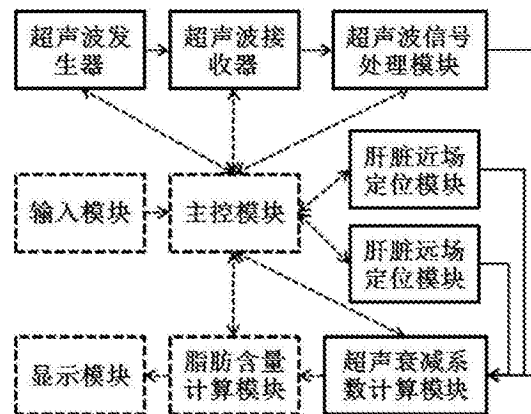 超声波发
生器
超声波接
收器
超声波信号
处理模块
肝脏近场
定位模块
输入模块
主控模块
肝脏远场
定位模块
显示模块
脂肪含量
计算模块
超声衰减系
数计算模块